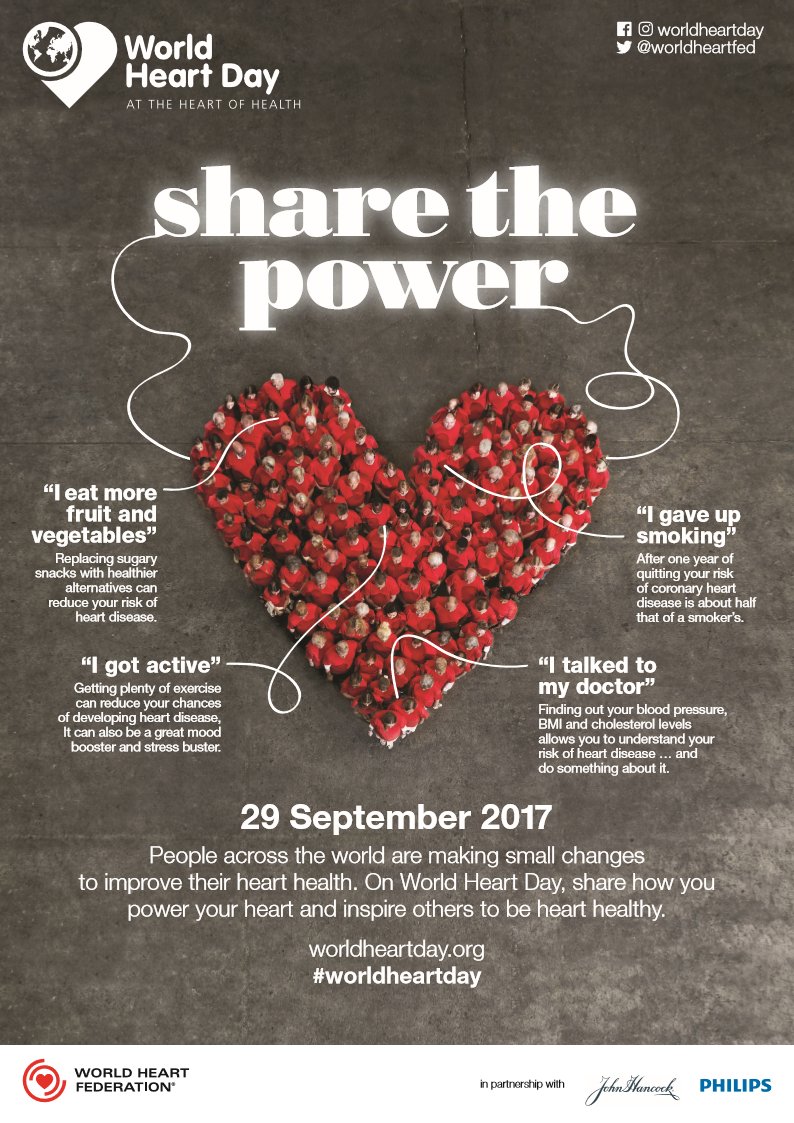 World
Heart Day
AT THE HEART OF HEALTH
worldheartday
@worldheartfed
share the
power
“I eat more
fruit and
vegetables”
Replacing sugary
snacks with healthier
alternatives can
reduce your risk of
heart disease.
“I gave up
smoking”
After one year of
quitting your risk
of coronary heart
disease is about half
that of a smoker’s.
“I got active”
Getting plenty of exercise
can reduce your chances
of developing heart disease,
It can also be a great mood
booster and stress buster.
“I talked to
my doctor”
Finding out your blood pressure,
BMI and cholesterol levels
allows you to understand your
risk of heart disease … and
do something about it.
29 September 2017
People across the world are making small changes
to improve their heart health. On World Heart Day, share how you
power your heart and inspire others to be heart healthy.
worldheartday.org
#worldheartday
WORLD HEART
FEDERATION®
in partnership with
John Hancock
PHILIPS